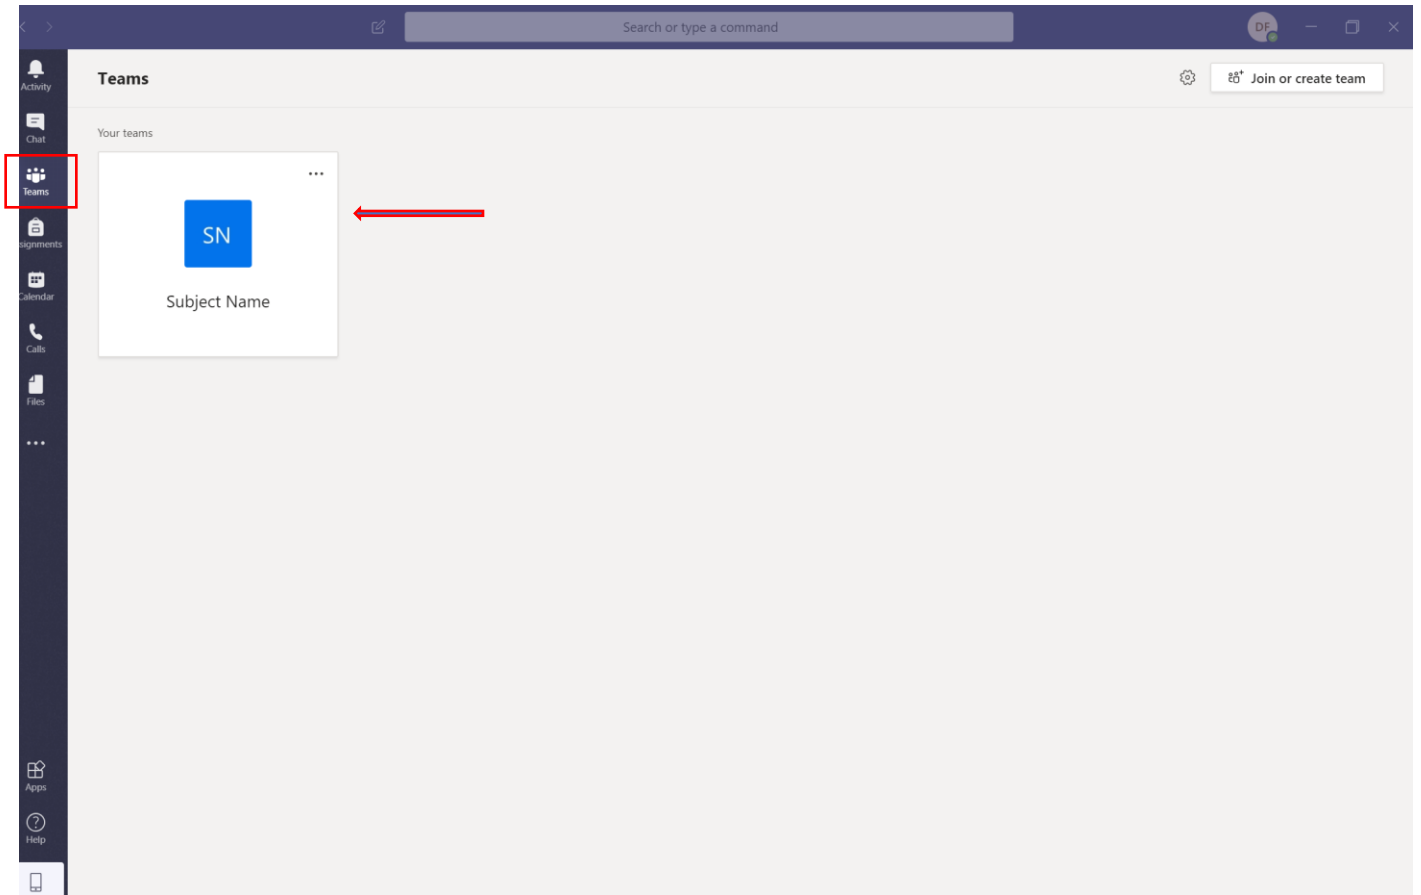 Search or type a command
DF
Activity
Chat
Teams
signments
Calendar
Calls
Files
Apps
Help
Teams
Join or create team
Your teams
SN
Subject Name